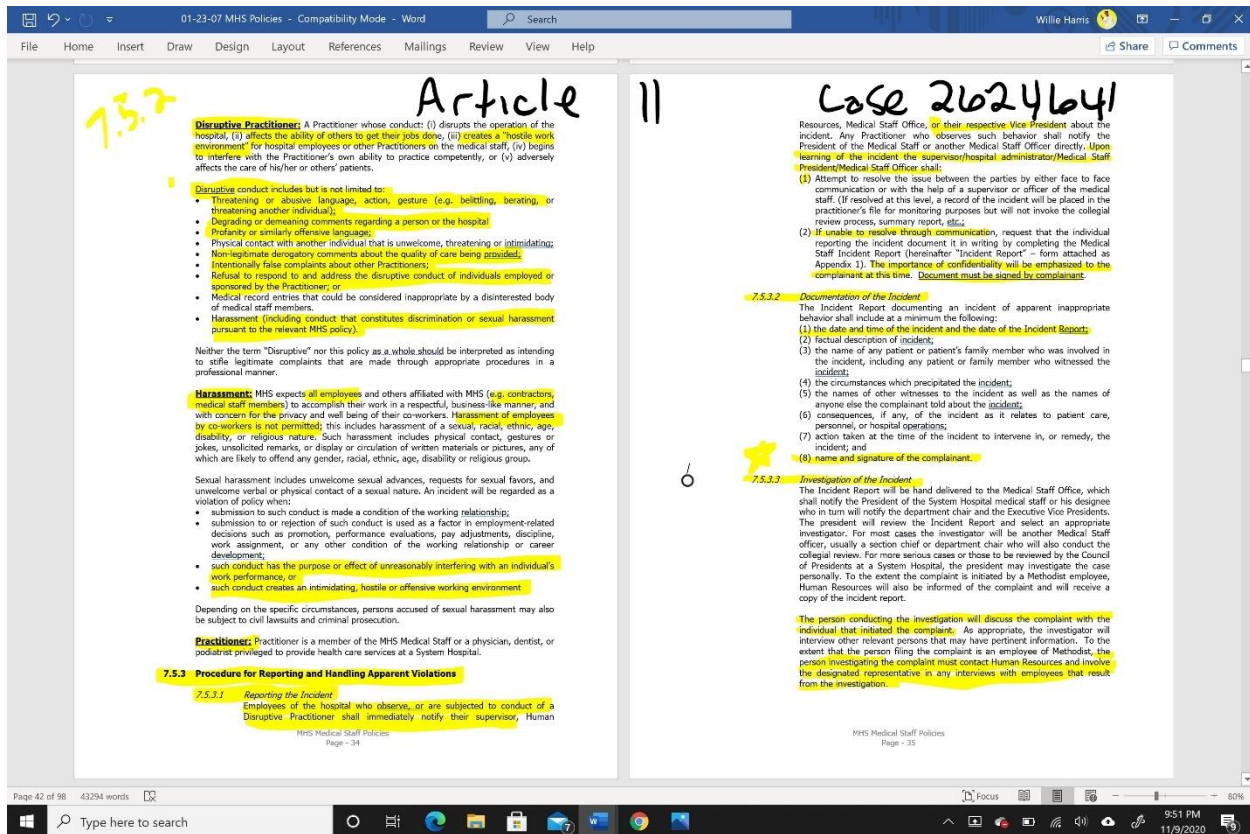 01-23-07 MHS Policies - Compatibility Mode - Word
Search
Willie Harris
File Home Insert Draw Design Layout References Mailings Review View Help
Share Comments
7.5.2
Article 11
Disruptive Practitioner: A Practitioner whose conduct: (i) disrupts the operation of the
hospital, (ii) affects the ability of others to get their jobs done, (iii) creates a "hostile work
environment" for hospital employees or other Practitioners on the medical staff, (iv) begins
to interfere with the Practitioner's own ability to practice competently, or (v) adversely
affects the care of his/her or others' patients.
Disruptive conduct includes but is not limited to:
• Threatening or abusive language, action, gesture (e.g. belittling, berating, or
threatening another individual);
• Degrading or demeaning comments regarding a person or the hospital
• Profanity or similarly offensive language;
• Physical contact with another individual that is unwelcome, threatening or intimidating;
• Non-legitimate derogatory comments about the quality of care being provided;
• Intentionally false complaints about other Practitioners;
• Refusal to respond to and address the disruptive conduct of individuals employed or
sponsored by the Practitioner; or
• Medical record entries that could be considered inappropriate by a disinterested body
of medical staff members.
• Harassment (including conduct that constitutes discrimination or sexual harassment
pursuant to the relevant MHS policy).
Neither the term "Disruptive" nor this policy as a whole should be interpreted as intending
to stifle legitimate complaints that are made through appropriate procedures in a
professional manner.
Harassment: MHS expects all employees and others affiliated with MHS (e.g. contractors,
medical staff members) to accomplish their work in a respectful, business-like manner, and
with concern for the privacy and well being of their co-workers. Harassment of employees
by co-workers is not permitted; this includes harassment of a sexual, racial, ethnic, age,
disability, or religious nature. Such harassment includes physical contact, gestures or
jokes, unsolicited remarks, or display or circulation of written materials or pictures, any of
which are likely to offend any gender, racial, ethnic, age, disability or religious group.
Sexual harassment includes unwelcome sexual advances, requests for sexual favors, and
unwelcome verbal or physical contact of a sexual nature. An incident will be regarded as a
violation of policy when:
• submission to such conduct is made a condition of the working relationship;
• submission to or rejection of such conduct is used as a factor in employment-related
decisions such as promotion, performance evaluations, pay adjustments, discipline,
work assignment, or any other condition of the working relationship or career
development;
• such conduct has the purpose or effect of unreasonably interfering with an individual's
work performance, or
• such conduct creates an intimidating, hostile or offensive working environment
Depending on the specific circumstances, persons accused of sexual harassment may also
be subject to civil lawsuits and criminal prosecution.
Practitioner: Practitioner is a member of the MHS Medical Staff or a physician, dentist, or
podiatrist privileged to provide health care services at a System Hospital.
7.5.3 Procedure for Reporting and Handling Apparent Violations
7.5.3.1 Reporting the Incident
Employees of the hospital who observe, or are subjected to conduct of a
Disruptive Practitioner shall immediately notify their supervisor, Human
MHS Medical Staff Policies
Page - 34
Case 2624641
Resources, Medical Staff Office, or their respective Vice President about the
incident. Any Practitioner who observes such behavior shall notify the
President of the Medical Staff or another Medical Staff Officer directly. Upon
learning of the incident the supervisor/hospital administrator/Medical Staff
President/Medical Staff Officer shall:
(1) Attempt to resolve the issue between the parties by either face to face
communication or with the help of a supervisor or officer of the medical
staff. (If resolved at this level, a record of the incident will be placed in the
practitioner's file for monitoring purposes but will not invoke the collegial
review process, summary report, etc.;
(2) If unable to resolve through communication, request that the individual
reporting the incident document it in writing by completing the Medical
Staff Incident Report (hereinafter "Incident Report" – form attached as
Appendix 1). The importance of confidentiality will be emphasized to the
complainant at this time. Document must be signed by complainant.
7.5.3.2 Documentation of the Incident
The Incident Report documenting an incident of apparent inappropriate
behavior shall include at a minimum the following:
(1) the date and time of the incident and the date of the Incident Report;
(2) factual description of incident;
(3) the name of any patient or patient's family member who was involved in
the incident, including any patient or family member who witnessed the
incident;
(4) the circumstances which precipitated the incident;
(5) the names of other witnesses to the incident as well as the names of
anyone else the complainant told about the incident;
(6) consequences, if any, of the incident as it relates to patient care,
personnel, or hospital operations;
(7) action taken at the time of the incident to intervene in, or remedy, the
incident; and
(8) name and signature of the complainant.
7.5.3.3 Investigation of the Incident
The Incident Report will be hand delivered to the Medical Staff Office, which
shall notify the President of the System Hospital medical staff or his designee
who in turn will notify the department chair and the Executive Vice Presidents.
The president will review the Incident Report and select an appropriate
investigator. For most cases the investigator will be another Medical Staff
officer, usually a section chief or department chair who will also conduct the
collegial review. For more serious cases or those to be reviewed by the Council
of Presidents at a System Hospital, the president may investigate the case
personally. To the extent the complaint is initiated by a Methodist employee,
Human Resources will also be informed of the complaint and will receive a
copy of the incident report.
The person conducting the investigation will discuss the complaint with the
individual that initiated the complaint. As appropriate, the investigator will
interview other relevant persons that may have pertinent information. To the
extent that the person filing the complaint is an employee of Methodist, the
person investigating the complaint must contact Human Resources and involve
the designated representative in any interviews with employees that result
from the investigation.
MHS Medical Staff Policies
Page - 35
Page 42 of 98 43294 words
Focus
80%
Type here to search
9:51 PM
11/9/2020